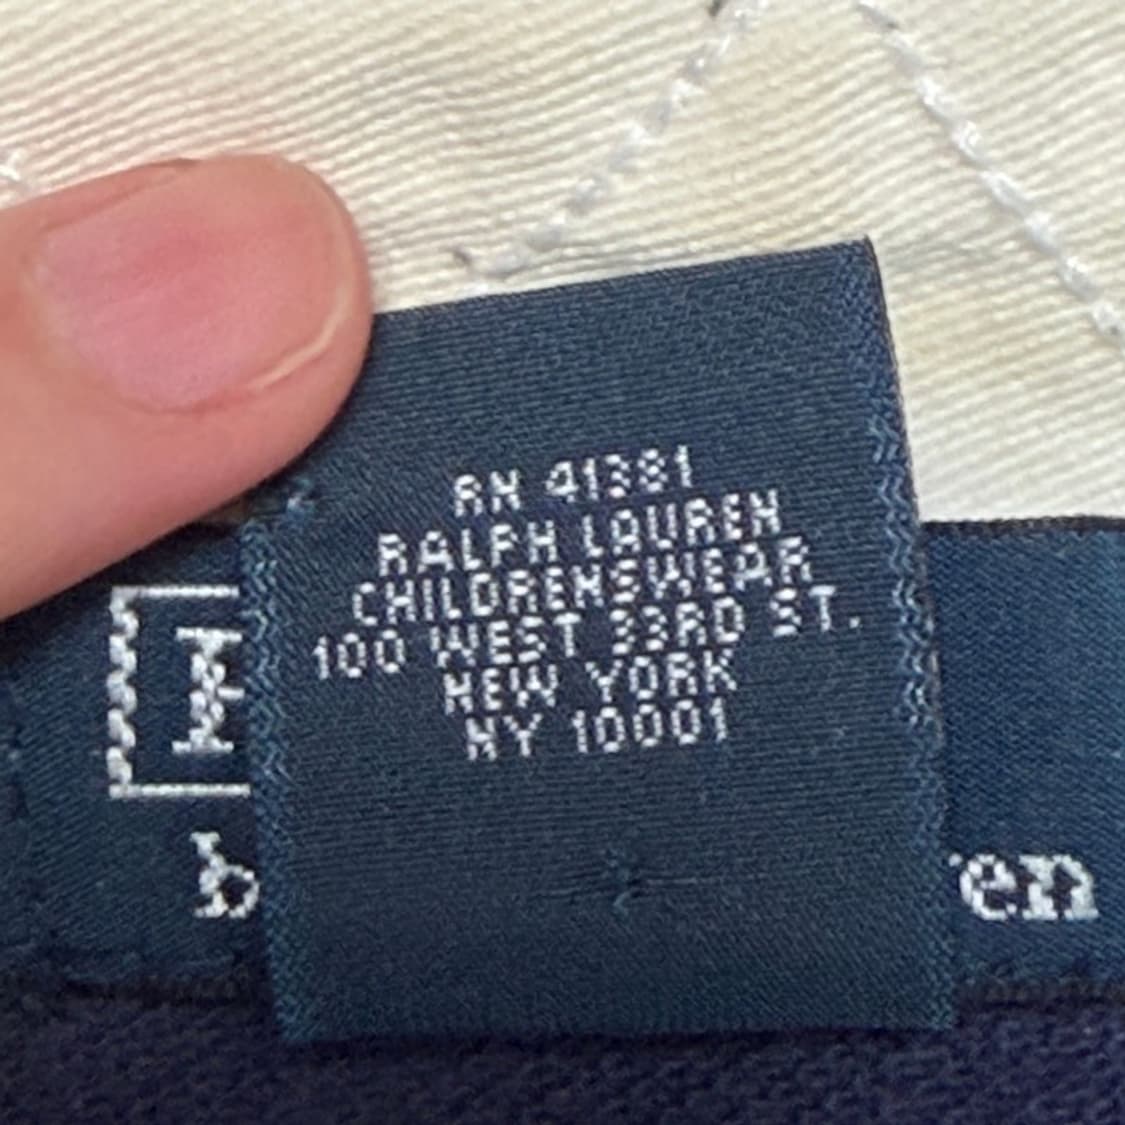 RN 41381
RALPH LAUREN
CHILDRENSWEAR
100 WEST 33RD ST.
NEW YORK
NY 10001